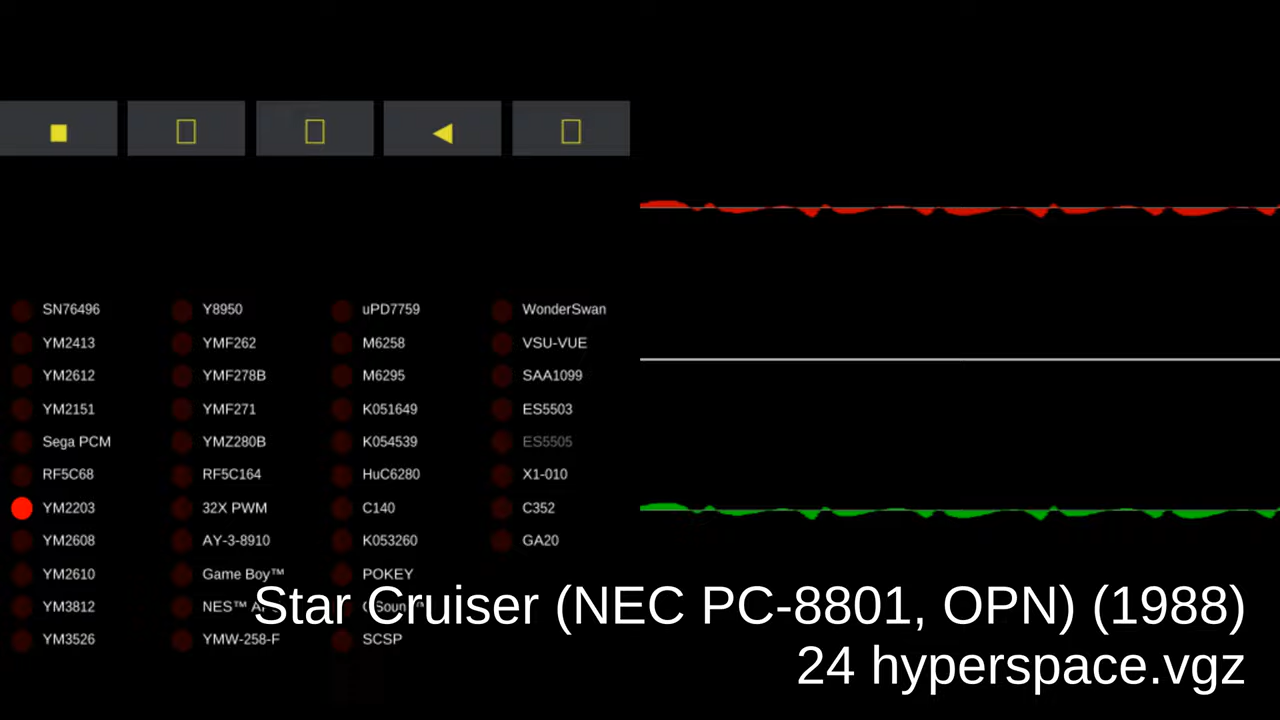 SN76496 Y8950 uPD7759 WonderSwan
YM2413 YMF262 M6258 VSU-VUE
YM2612 YMF278B M6295 SAA1099
YM2151 YMF271 K051649 ES5503
Sega PCM YMZ280B K054539 ES5505
RF5C68 RF5C164 HuC6280 X1-010
YM2203 32X PWM C140 C352
YM2608 AY-3-8910 K053260 GA20
YM2610 Game Boy™ POKEY
YM3812 NES™
YM3526 YMW-258-F SCSP
Star Cruiser (NEC PC-8801, OPN) (1988)
24 hyperspace.vgz